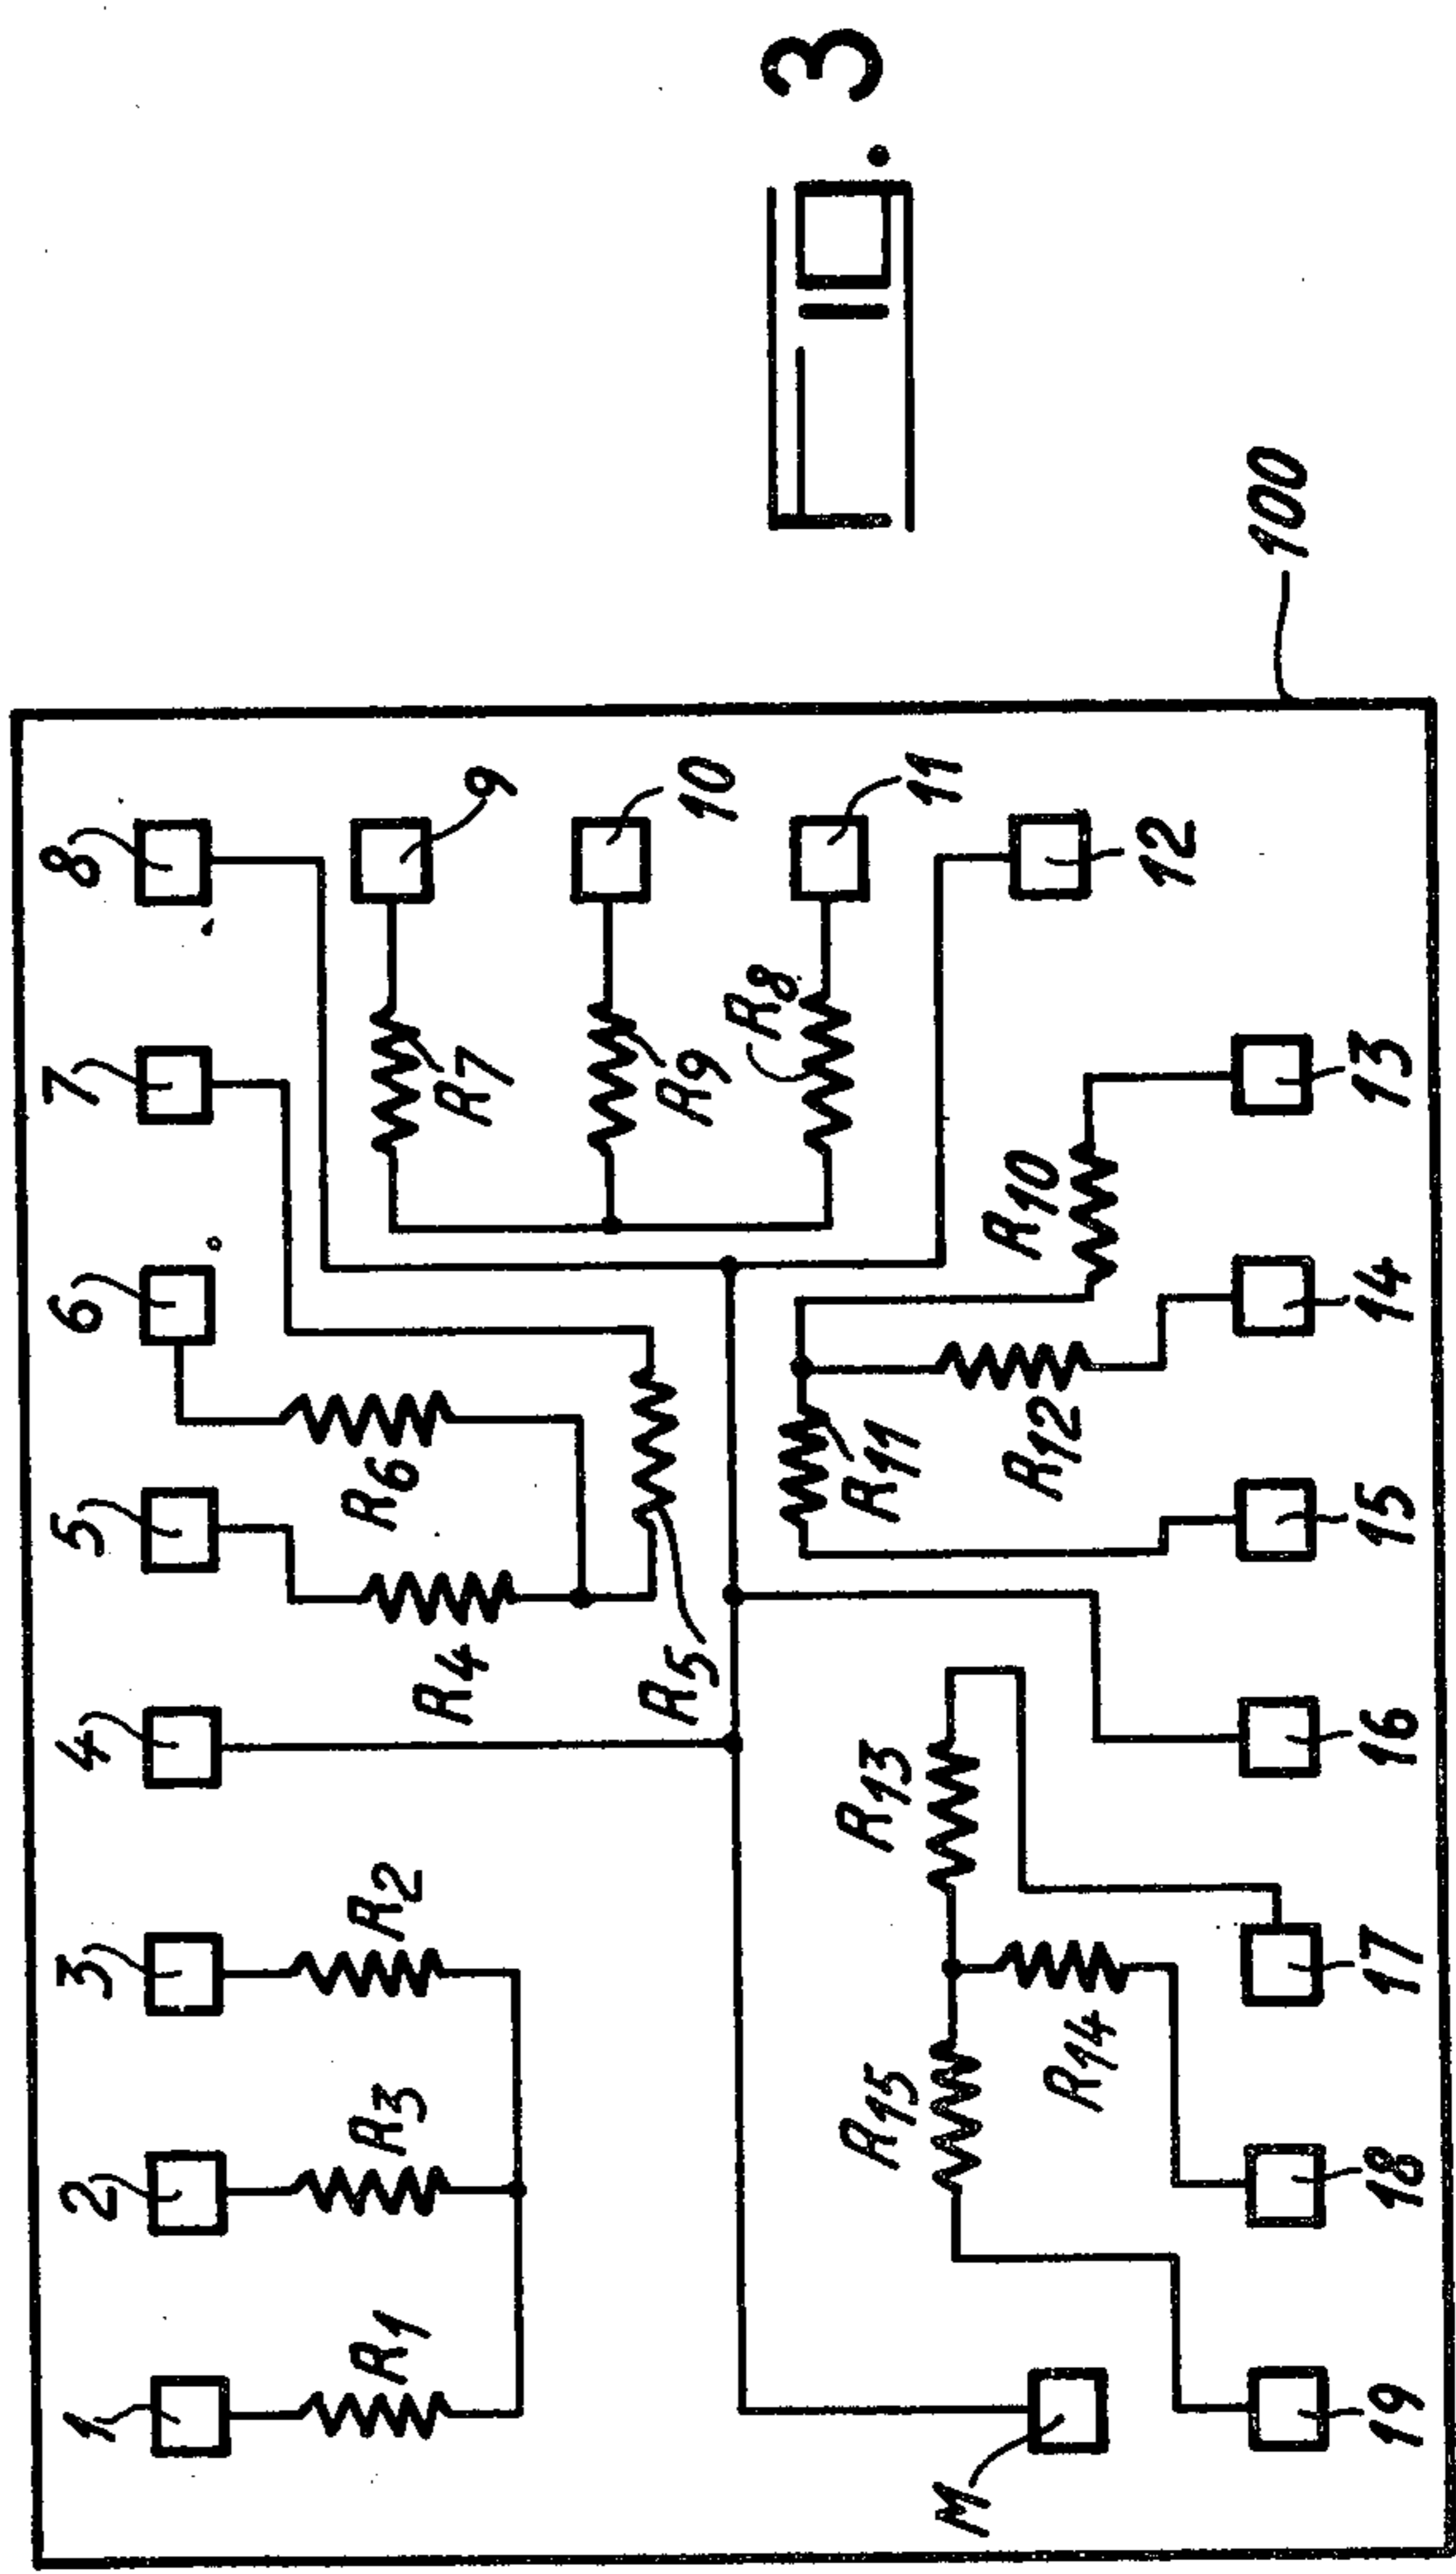 1 2 3 4 5 6 7 8
R1 R3 R2
R4 R6 R5
R7 9
R9 10
R8 11
12
R11 R12 R10
R15 R14 R13
M
19 18 17 16 15 14 13
100
FIG. 3